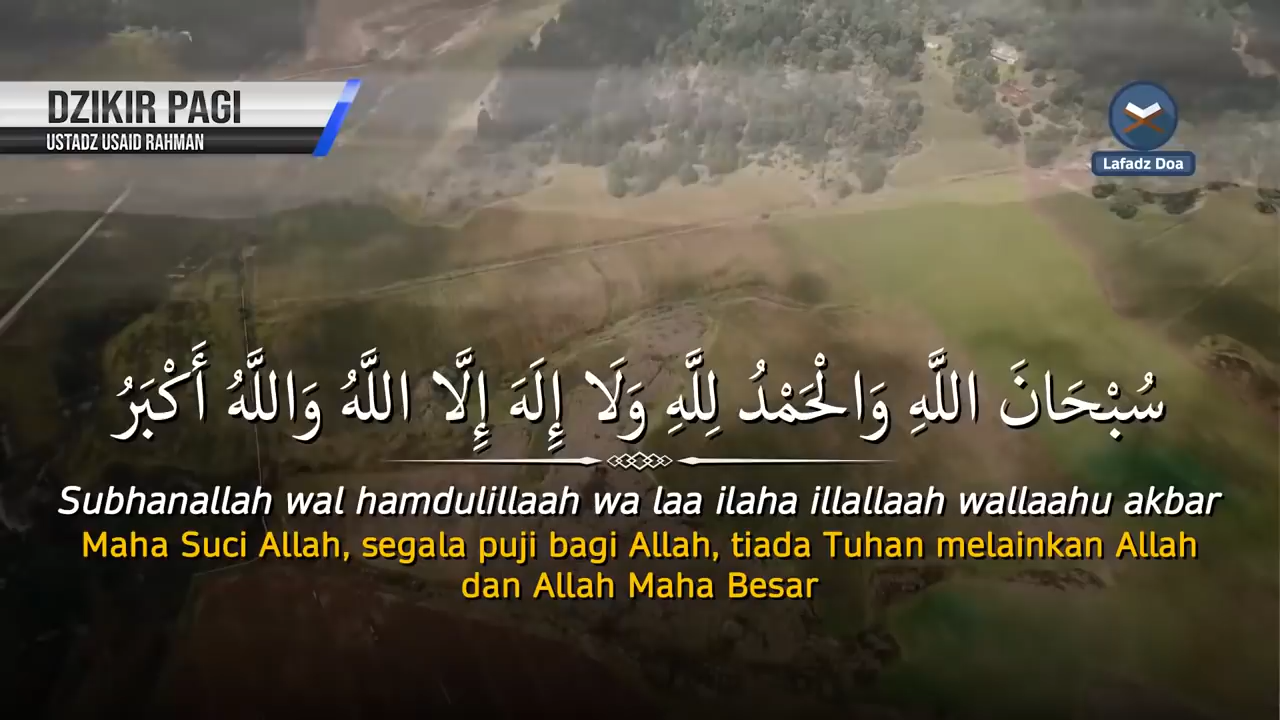 DZIKIR PAGI
USTADZ USAID RAHMAN
Lafadz Doa
سُبْحَانَ اللَّهِ وَالْحَمْدُ لِلَّهِ وَلَا إِلَهَ إِلَّا اللَّهُ وَاللَّهُ أَكْبَرُ
Subhanallah wal hamdulillaah wa laa ilaha illallaah wallaahu akbar
Maha Suci Allah, segala puji bagi Allah, tiada Tuhan melainkan Allah
dan Allah Maha Besar